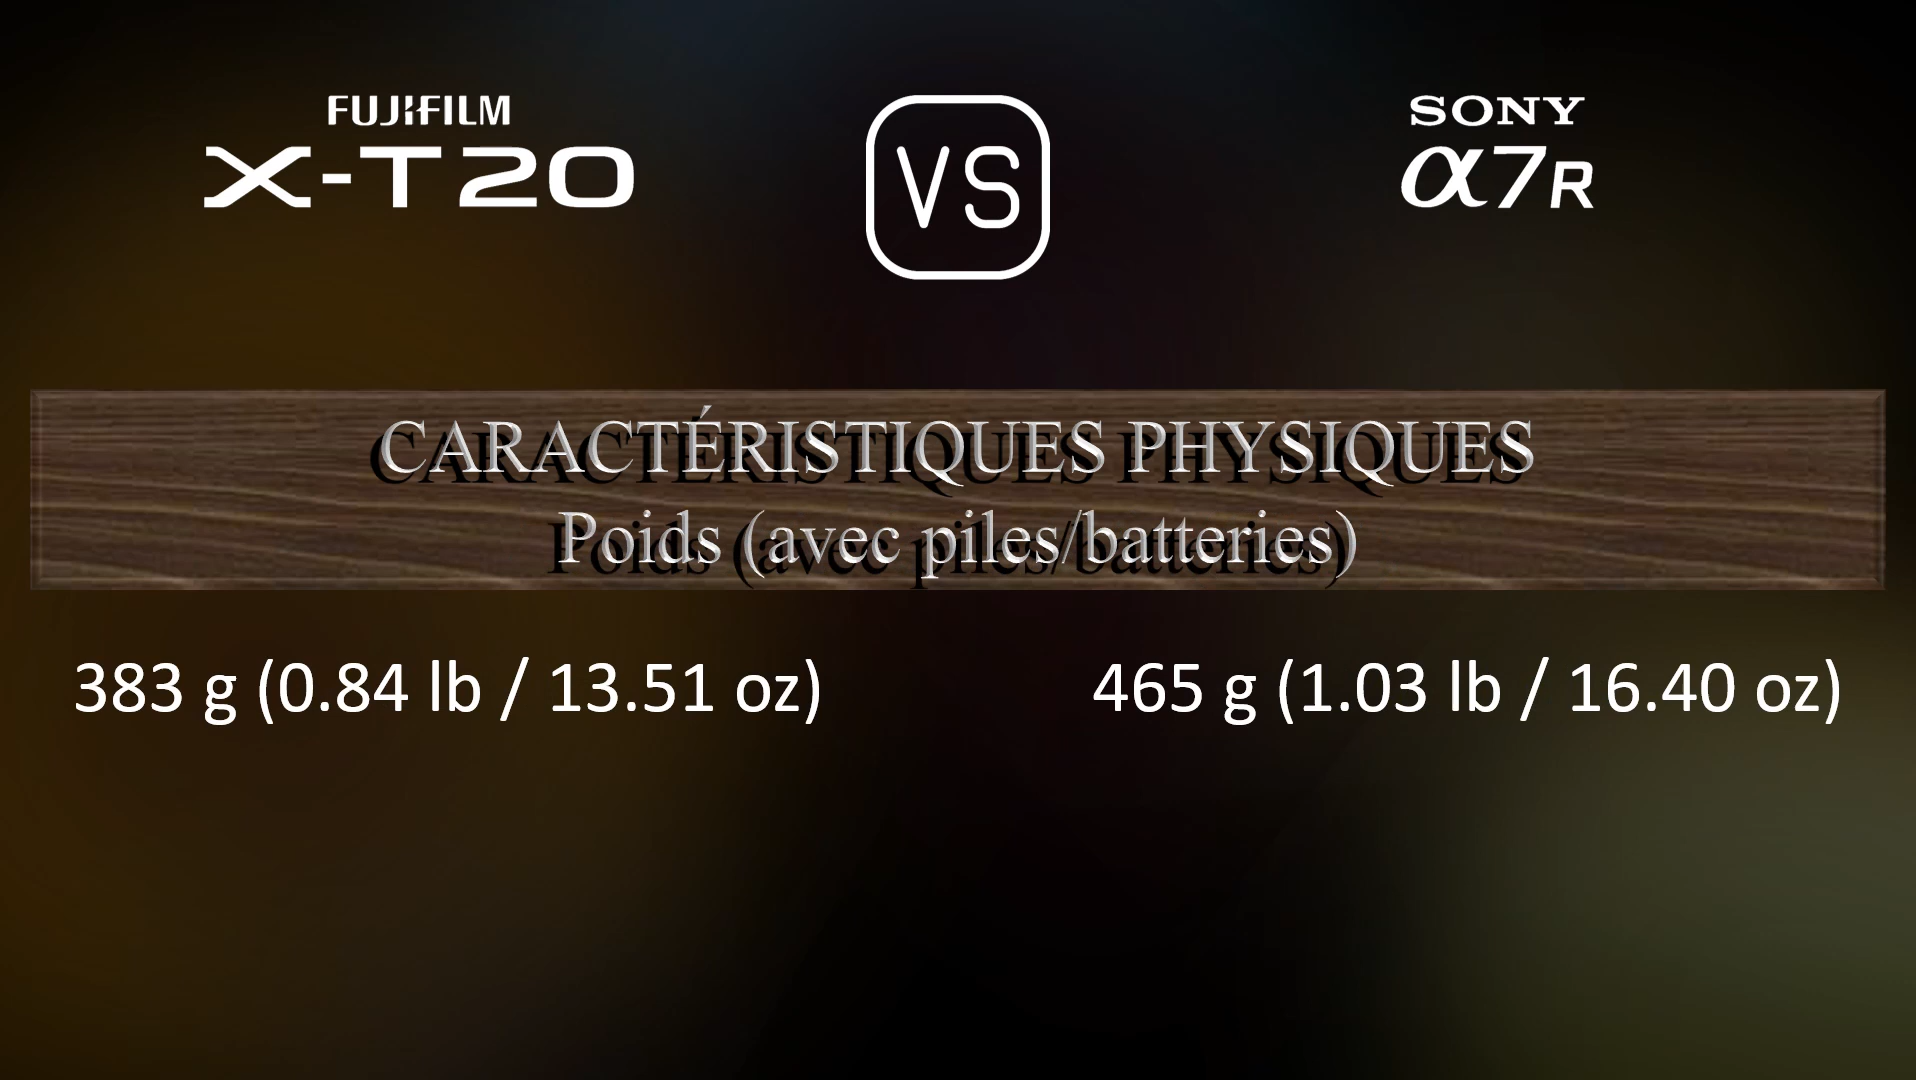 FUJIFILM
X-T20
VS
SONY
α7R
CARACTÉRISTIQUES PHYSIQUES
Poids (avec piles/batteries)
383 g (0.84 lb / 13.51 oz)
465 g (1.03 lb / 16.40 oz)